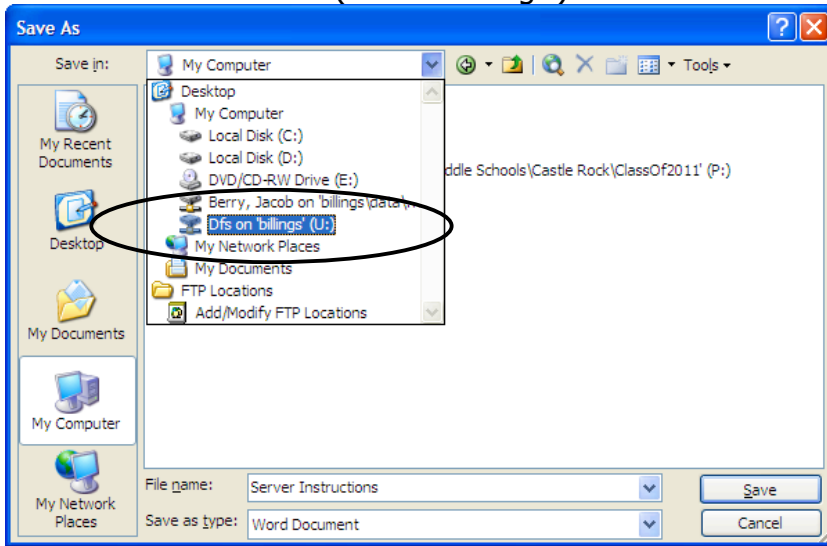 Save As
Save in:
My Computer
Tools
Desktop
My Computer
Local Disk (C:)
Local Disk (D:)
DVD/CD-RW Drive (E:)
Berry, Jacob on 'billings\data\
Dfs on 'billings' (U:)
My Network Places
My Documents
FTP Locations
Add/Modify FTP Locations
ddle Schools\Castle Rock\ClassOf2011' (P:)
My Recent
Documents
Desktop
My Documents
My Computer
My Network
Places
File name:
Server Instructions
Save
Save as type:
Word Document
Cancel